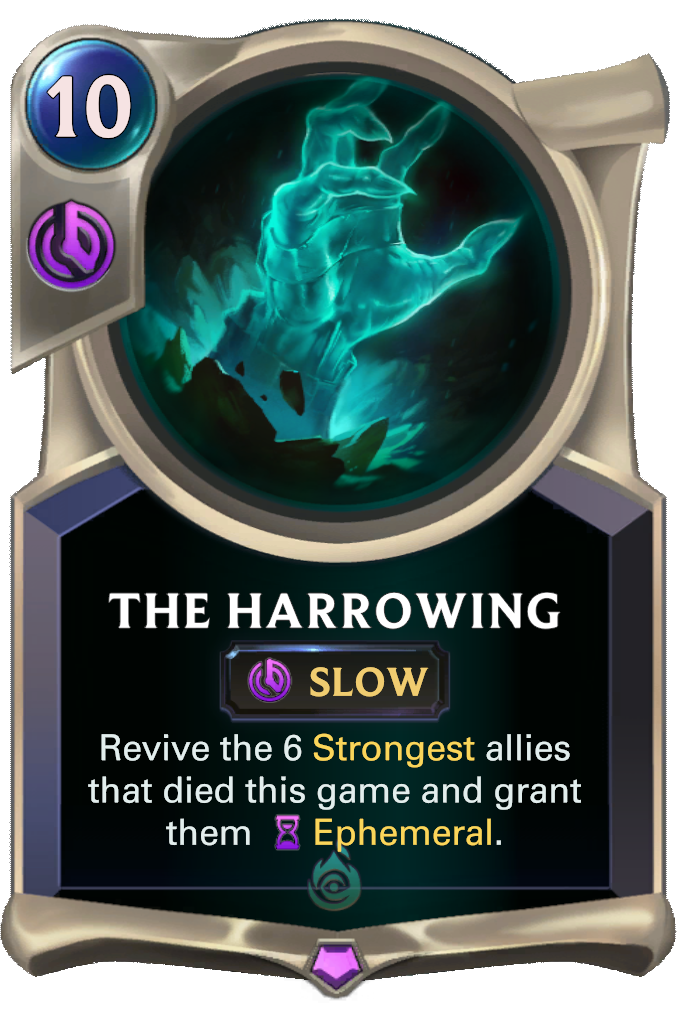 10
THE HARROWING
SLOW
Revive the 6 Strongest allies
that died this game and grant
them Ephemeral.